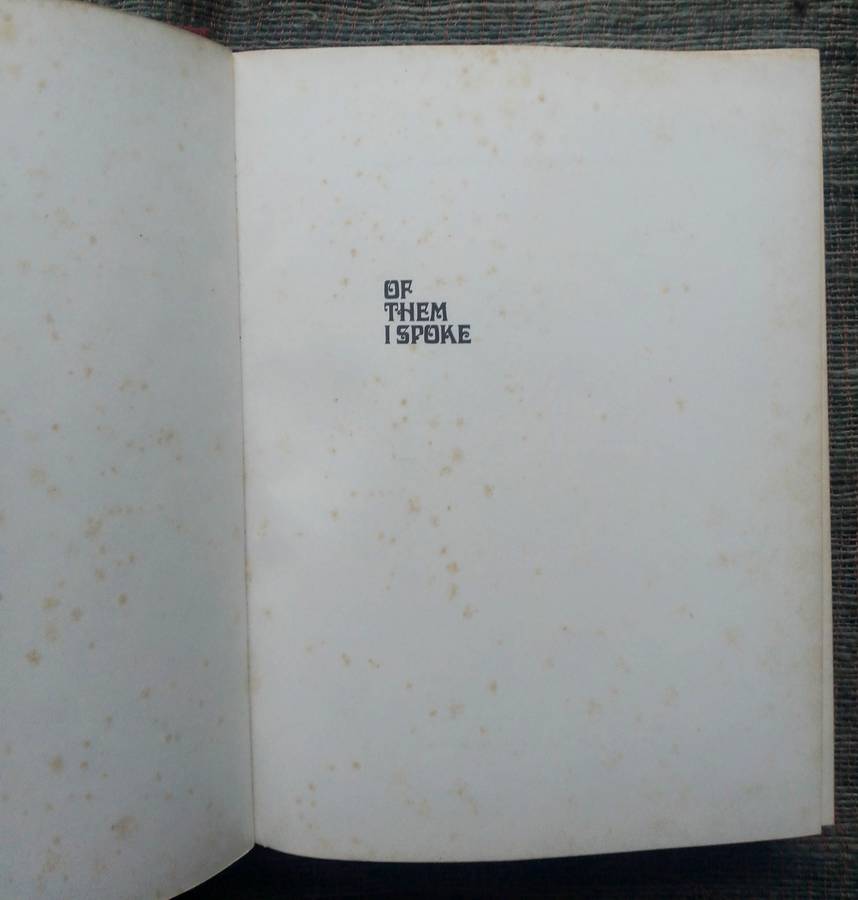 OF
THEM
I SPOKE